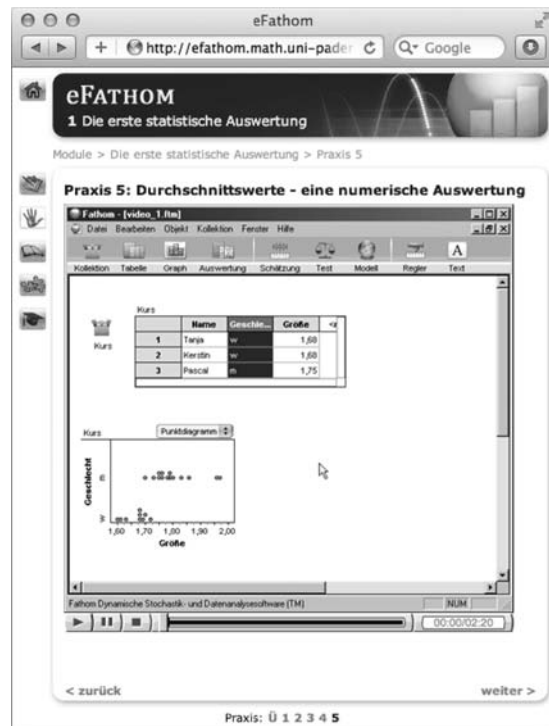 eFathom
http://efathom.math.uni-pader
Google
eFATHOM
1 Die erste statistische Auswertung
Module > Die erste statistische Auswertung > Praxis 5
Praxis 5: Durchschnittswerte - eine numerische Auswertung
Fathom - [video_1.ftm]
Datei Bearbeiten Objekt Kollektion Fenster Hilfe
Kollektion Tabelle Graph Auswertung Schätzung Test Modell Regler Text
Kurs
Kurs
Name Geschle... Größe
1 Tanja w 1,68
2 Kerstin w 1,68
3 Pascal m 1,75
Kurs
Punktdiagramm
Geschlecht
m
w
1,60 1,70 1,80 1,90 2,00
Größe
Fathom Dynamische Stochastik- und Datenanalysesoftware (TM)
NUM
00:00/02:20
< zurück
weiter >
Praxis: Ü 1 2 3 4 5